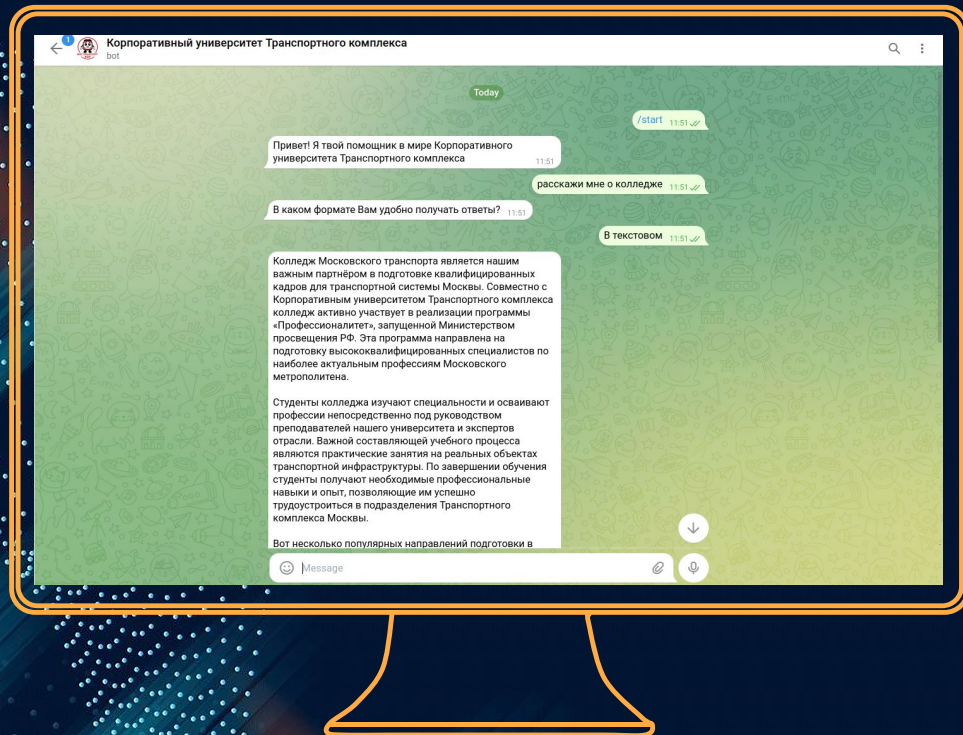 1
Корпоративный университет Транспортного комплекса
bot
Today
/start 11:51
Привет! Я твой помощник в мире Корпоративного
университета Транспортного комплекса 11:51
расскажи мне о колледже 11:51
В каком формате Вам удобно получать ответы? 11:51
В текстовом 11:51
Колледж Московского транспорта является нашим
важным партнёром в подготовке квалифицированных
кадров для транспортной системы Москвы. Совместно с
Корпоративным университетом Транспортного комплекса
колледж активно участвует в реализации программы
«Профессионалитет», запущенной Министерством
просвещения РФ. Эта программа направлена на
подготовку высококвалифицированных специалистов по
наиболее актуальным профессиям Московского
метрополитена.
Студенты колледжа изучают специальности и осваивают
профессии непосредственно под руководством
преподавателей нашего университета и экспертов
отрасли. Важной составляющей учебного процесса
являются практические занятия на реальных объектах
транспортной инфраструктуры. По завершении обучения
студенты получают необходимые профессиональные
навыки и опыт, позволяющие им успешно
трудоустроиться в подразделения Транспортного
комплекса Москвы.
Вот несколько популярных направлений подготовки в
Message